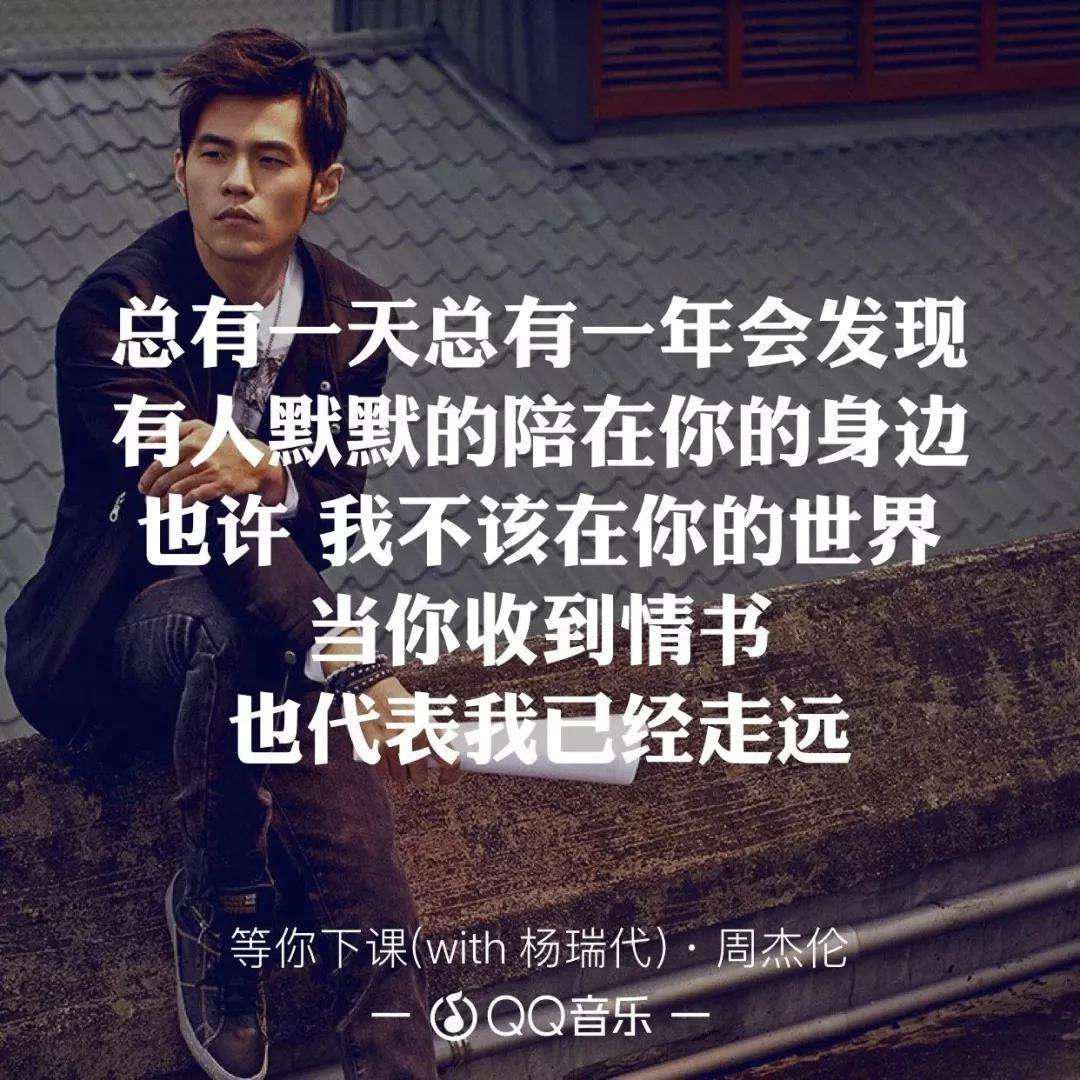 总有一天总有一年会发现
有人默默的陪在你的身边
也许 我不该在你的世界
当你收到情书
也代表我已经走远
等你下课(with 杨瑞代)·周杰伦
— QQ音乐 —